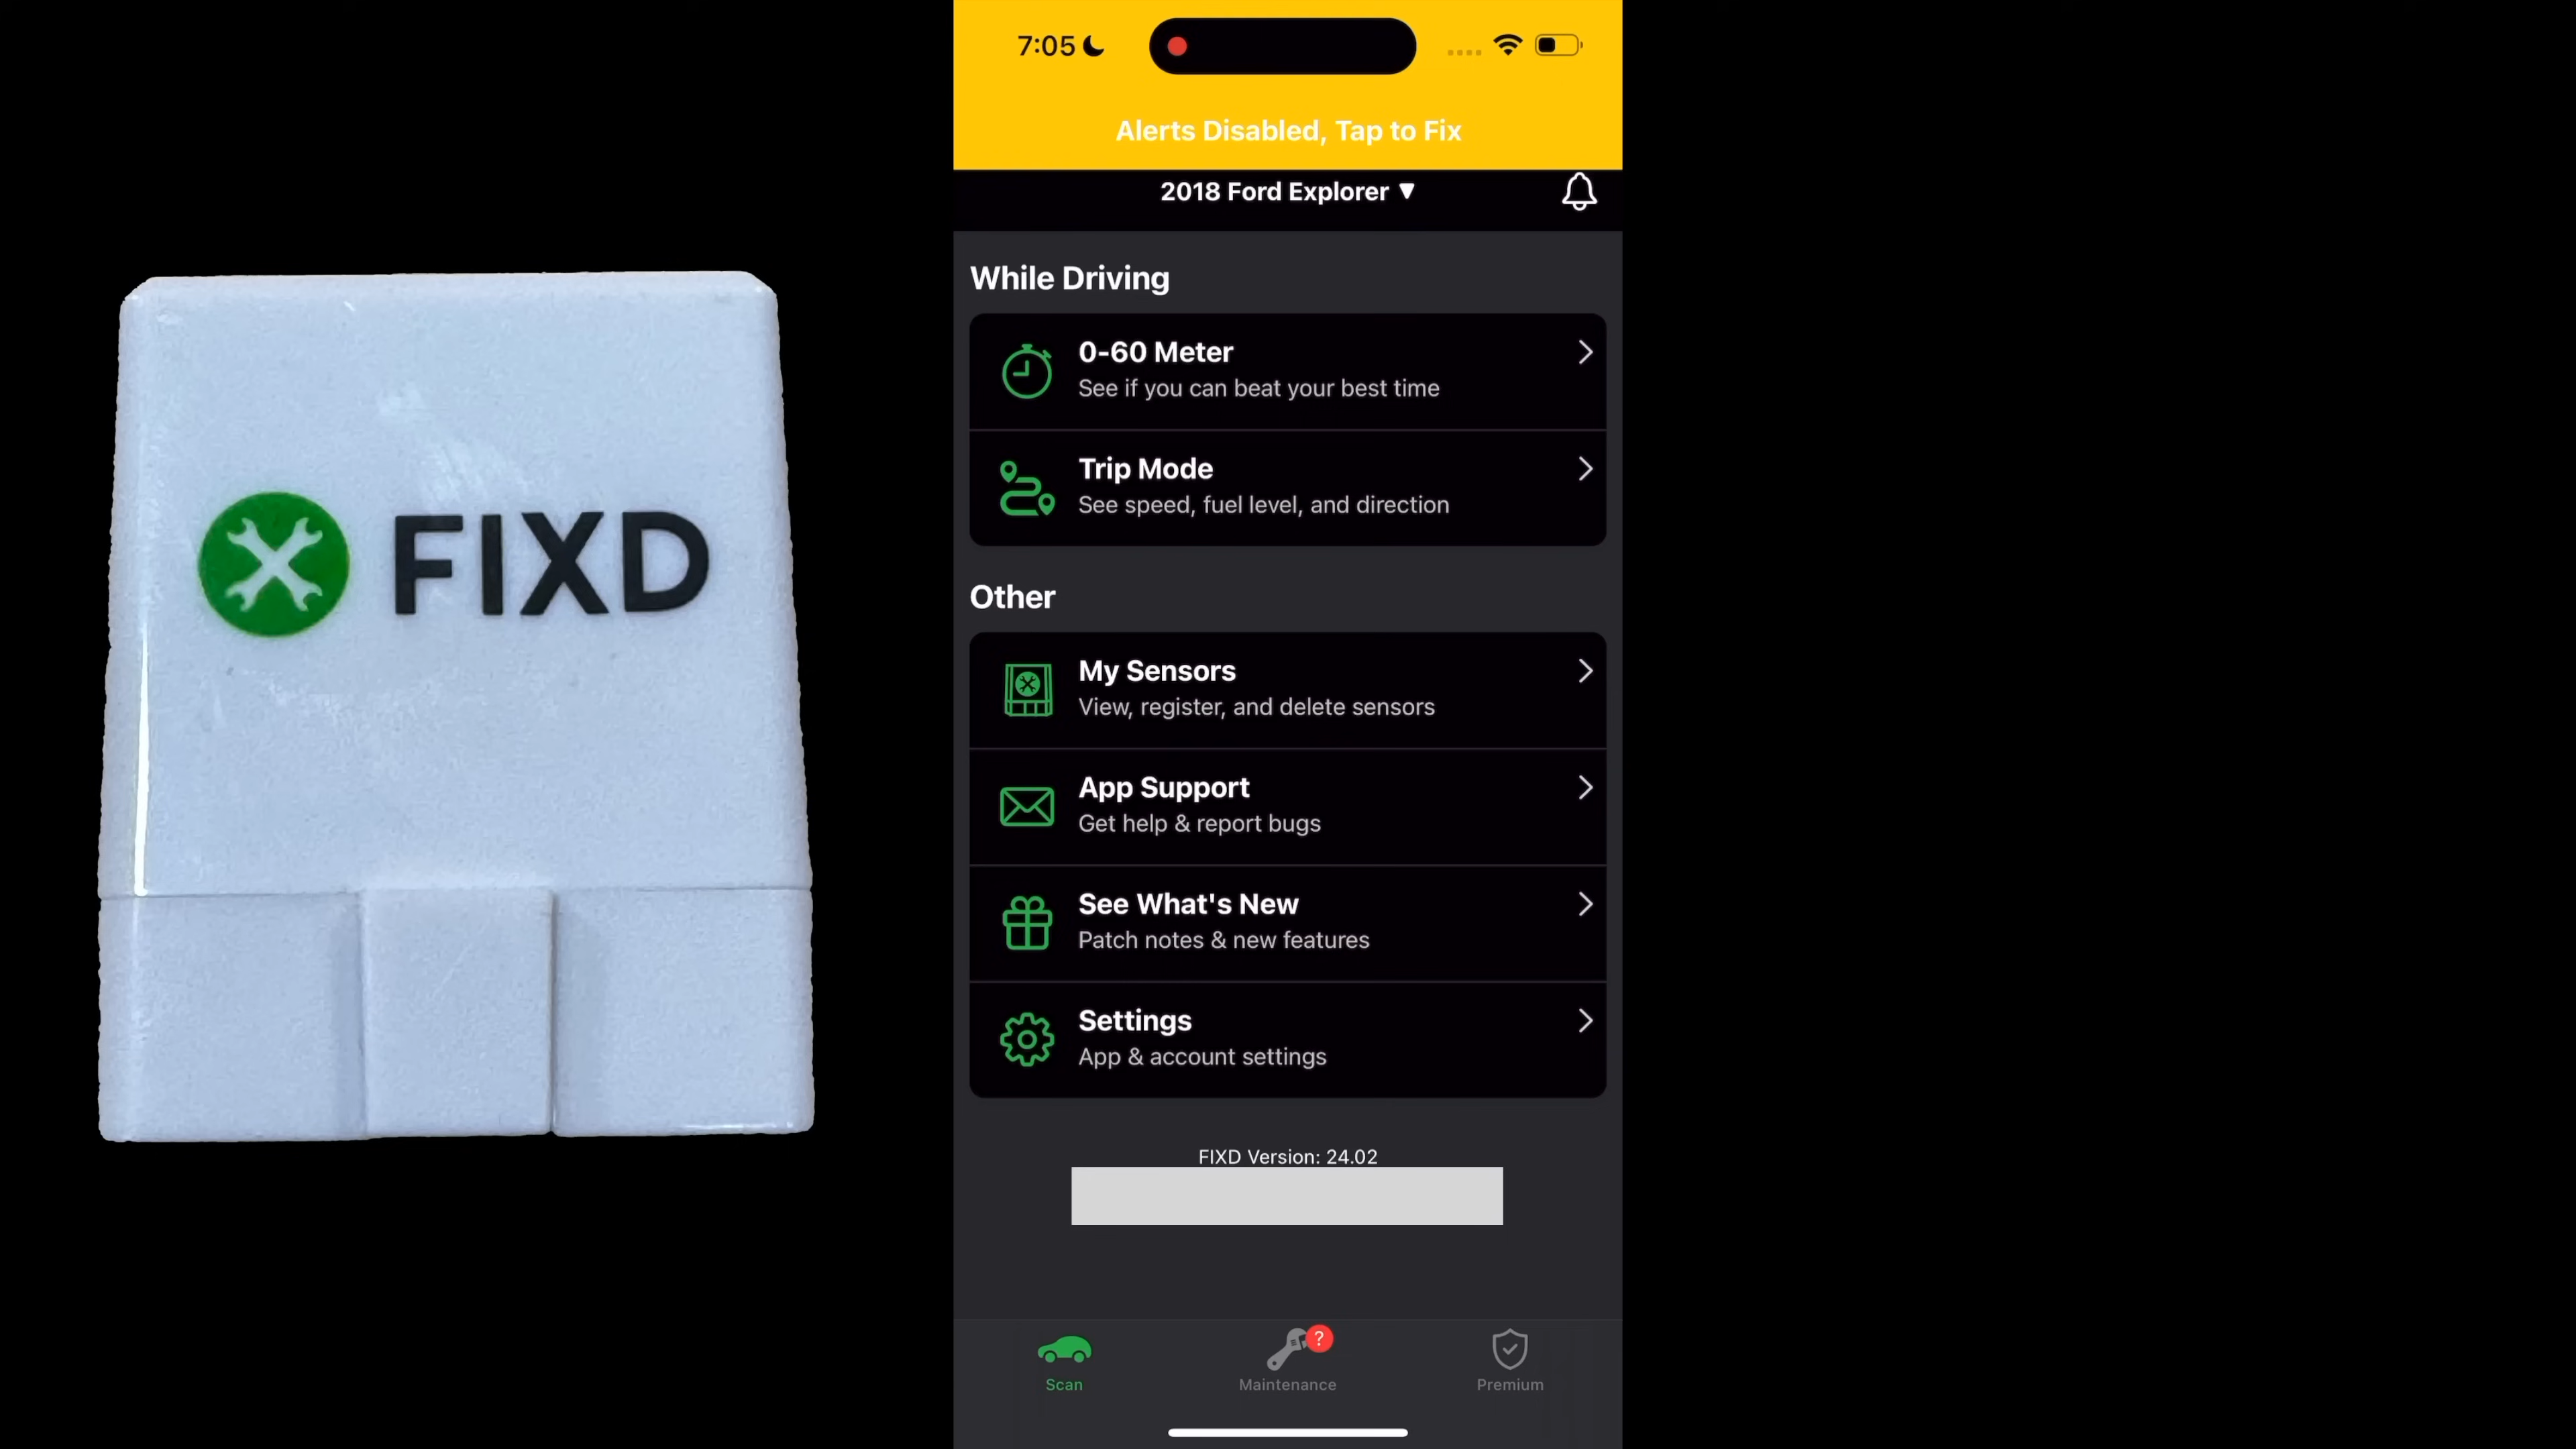 FIXD
7:05
Alerts Disabled, Tap to Fix
2018 Ford Explorer ▼
While Driving
0-60 Meter
See if you can beat your best time
Trip Mode
See speed, fuel level, and direction
Other
My Sensors
View, register, and delete sensors
App Support
Get help & report bugs
See What's New
Patch notes & new features
Settings
App & account settings
FIXD Version: 24.02
?
Scan
Maintenance
Premium